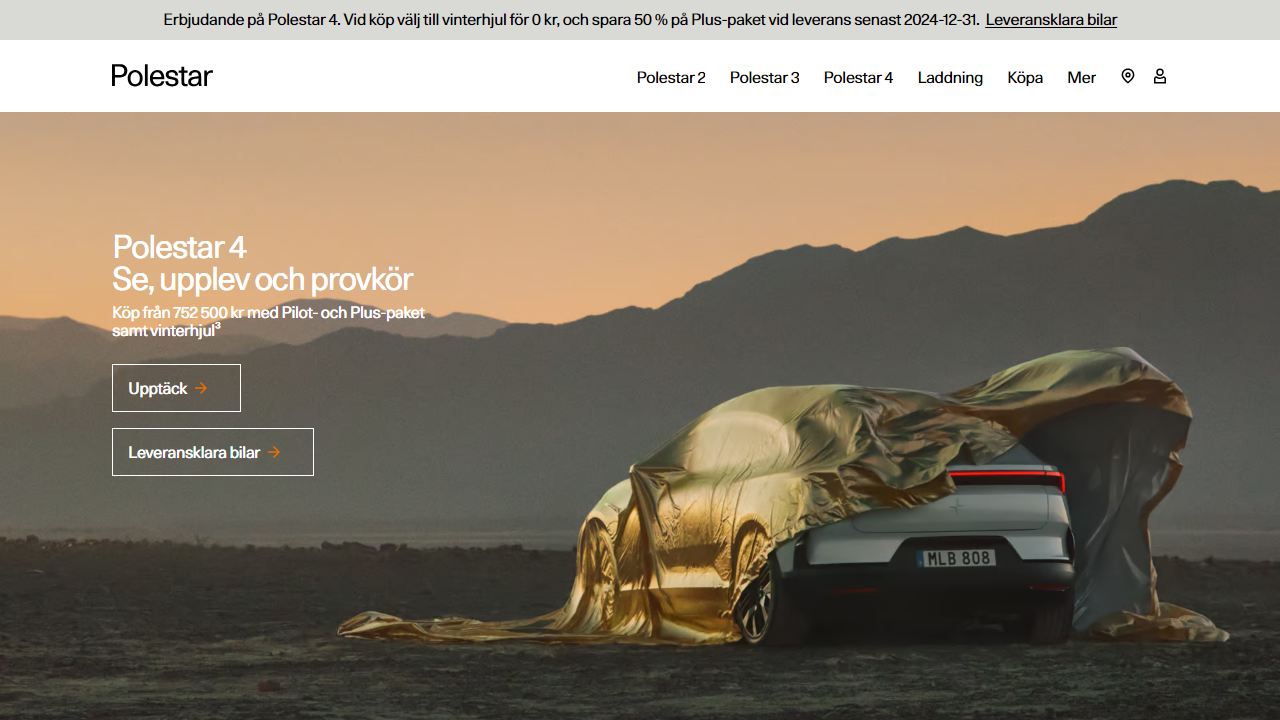 Erbjudande på Polestar 4. Vid köp välj till vinterhjul för 0 kr, och spara 50 % på Plus-paket vid leverans senast 2024-12-31. Leveransklara bilar
Polestar
Polestar 2 Polestar 3 Polestar 4 Laddning Köpa Mer
Polestar 4
Se, upplev och provkör
Köp från 752 500 kr med Pilot- och Plus-paket
samt vinterhjul³
Upptäck →
Leveransklara bilar →
MLB 808